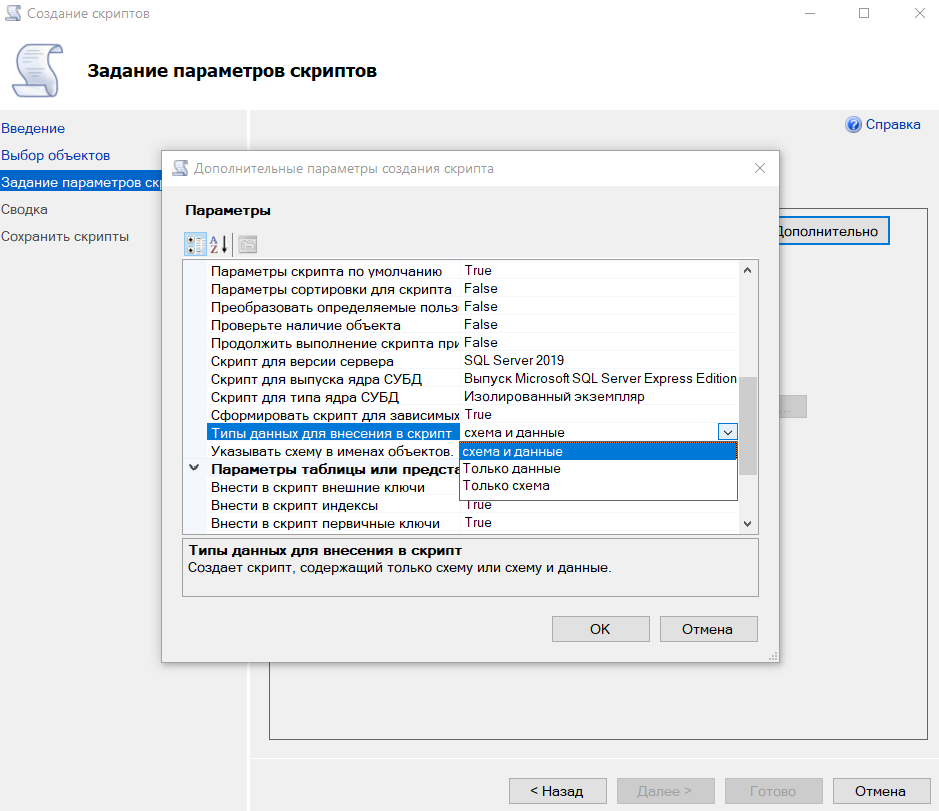 Создание скриптов
Задание параметров скриптов
Введение
Выбор объектов
Задание параметров ск
Сводка
Сохранить скрипты
Справка
Дополнительно
...
Дополнительные параметры создания скрипта
Параметры
Параметры скрипта по умолчанию True
Параметры сортировки для скрипта False
Преобразовать определяемые польз False
Проверьте наличие объекта False
Продолжить выполнение скрипта при False
Скрипт для версии сервера SQL Server 2019
Скрипт для выпуска ядра СУБД Выпуск Microsoft SQL Server Express Edition
Скрипт для типа ядра СУБД Изолированный экземпляр
Сформировать скрипт для зависимых True
Типы данных для внесения в скрипт схема и данные
Указывать схему в именах объектов. схема и данные
Параметры таблицы или предста Только данные
Внести в скрипт внешние ключи Только схема
Внести в скрипт индексы True
Внести в скрипт первичные ключи True
Типы данных для внесения в скрипт
Создает скрипт, содержащий только схему или схему и данные.
OK Отмена
< Назад Далее > Готово Отмена